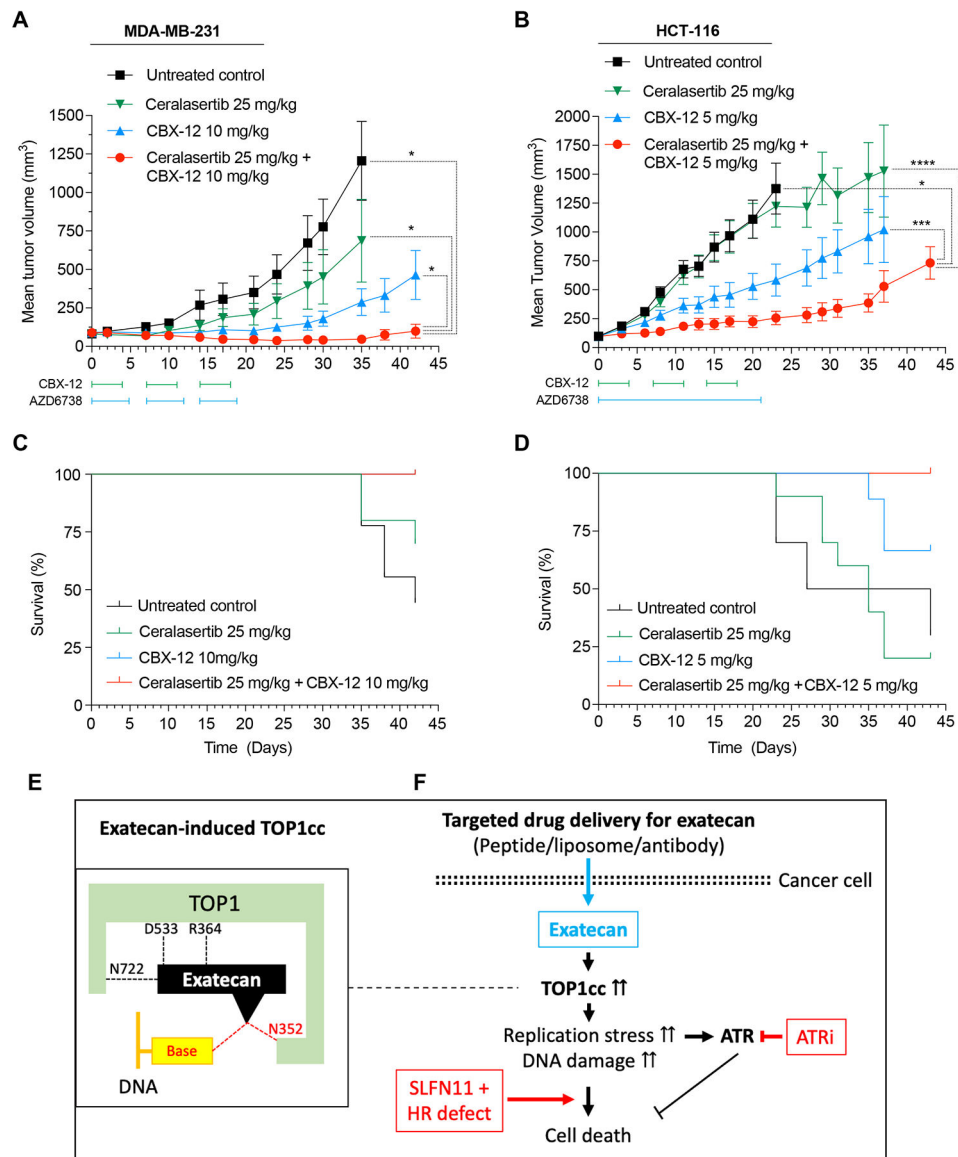 A
MDA-MB-231
Untreated control
Ceralasertib 25 mg/kg
CBX-12 10 mg/kg
Ceralasertib 25 mg/kg +
CBX-12 10 mg/kg
Mean tumor volume (mm3)
1500
1250
1000
750
500
250
0
0 5 10 15 20 25 30 35 40 45
*
*
*
CBX-12
AZD6738
B
HCT-116
Untreated control
Ceralasertib 25 mg/kg
CBX-12 5 mg/kg
Ceralasertib 25 mg/kg +
CBX-12 5 mg/kg
Mean Tumor Volume (mm3)
2000
1750
1500
1250
1000
750
500
250
0
0 5 10 15 20 25 30 35 40 45
****
*
***
CBX-12
AZD6738
C
Survival (%)
100
75
50
25
0
Untreated control
Ceralasertib 25 mg/kg
CBX-12 10mg/kg
Ceralasertib 25 mg/kg + CBX-12 10 mg/kg
0 5 10 15 20 25 30 35 40 45
Time (Days)
D
Survival (%)
100
75
50
25
0
Untreated control
Ceralasertib 25 mg/kg
CBX-12 5 mg/kg
Ceralasertib 25 mg/kg + CBX-12 5 mg/kg
0 5 10 15 20 25 30 35 40 45
Time (Days)
E
Exatecan-induced TOP1cc
TOP1
D533 R364
N722
Exatecan
N352
Base
DNA
F
Targeted drug delivery for exatecan
(Peptide/liposome/antibody)
Cancer cell
Exatecan
TOP1cc ⇈
Replication stress ⇈
DNA damage ⇈
ATR
ATRi
SLFN11 +
HR defect
Cell death